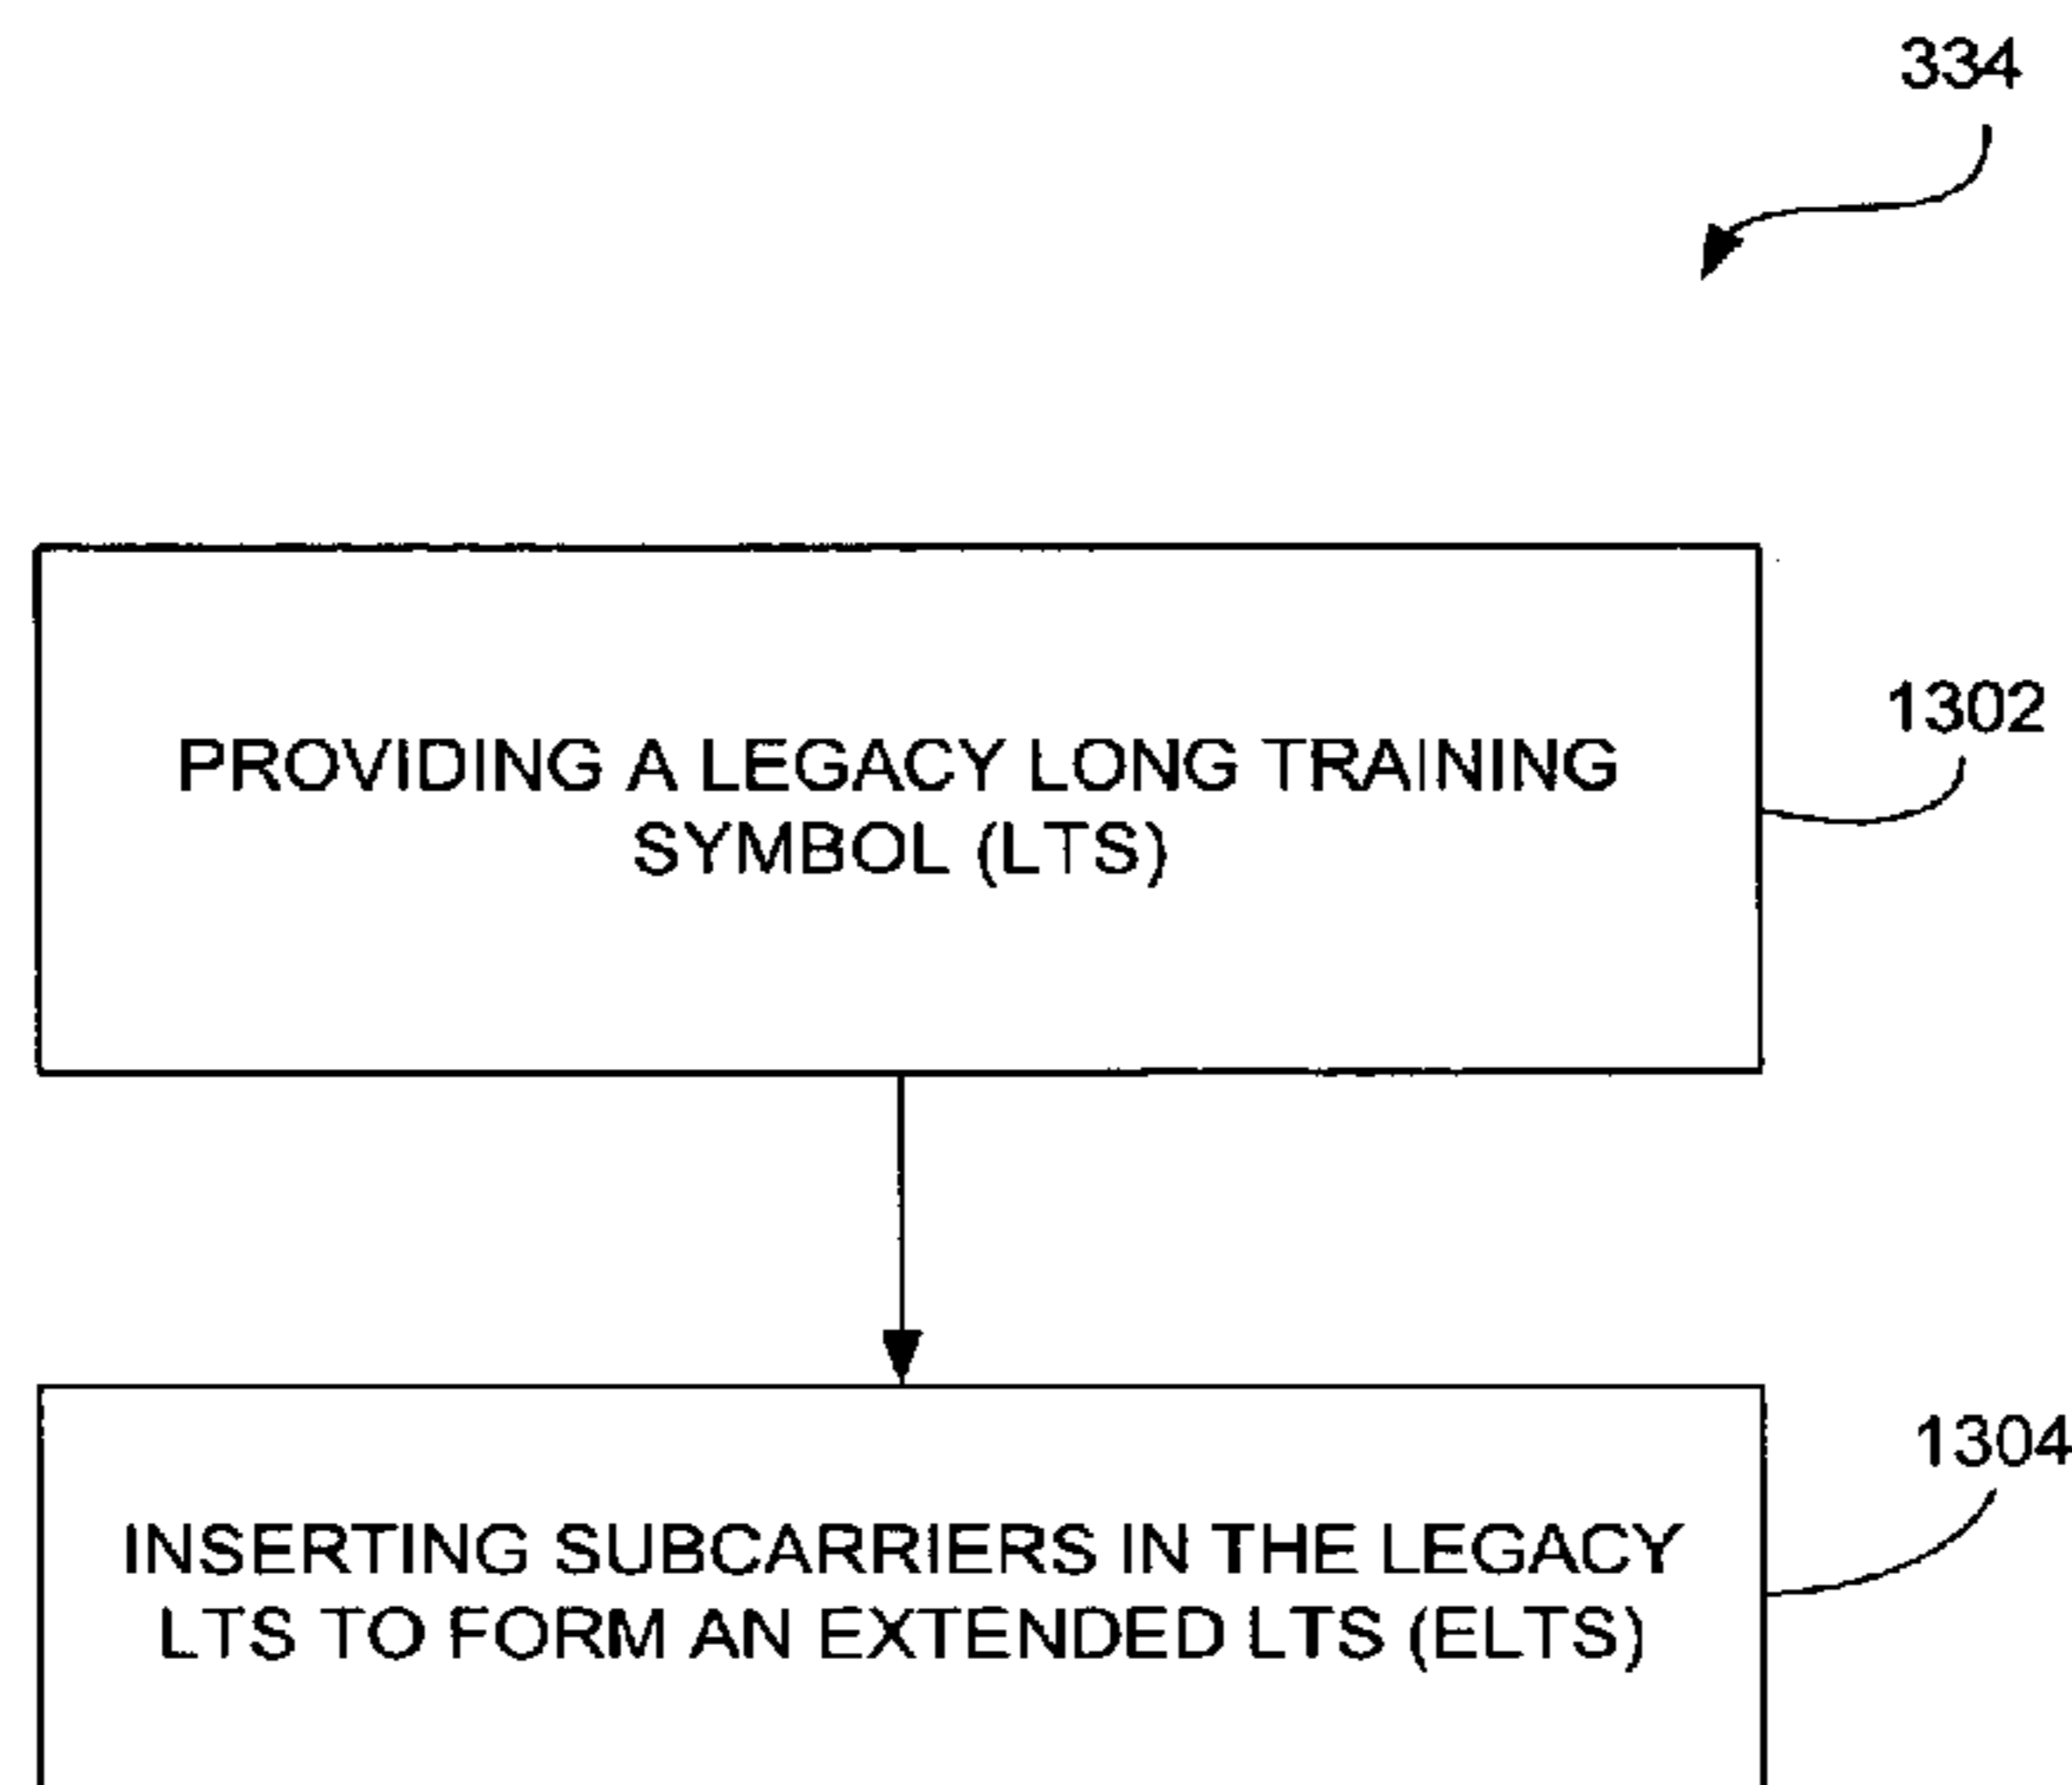 334
PROVIDING A LEGACY LONG TRAINING
SYMBOL (LTS)
1302
INSERTING SUBCARRIERS IN THE LEGACY
LTS TO FORM AN EXTENDED LTS (ELTS)
1304